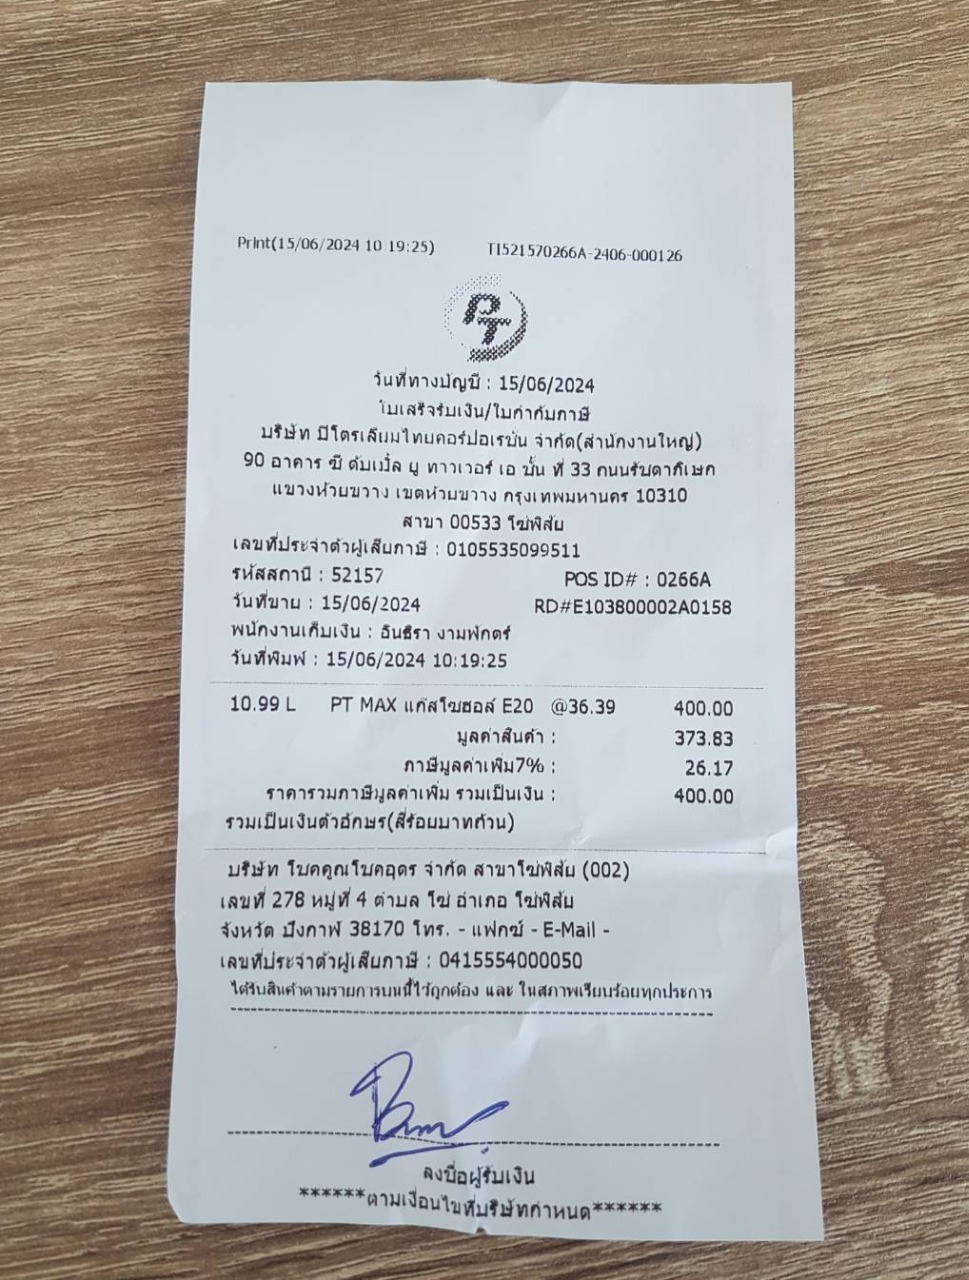 Print(15/06/2024 10 19:25) TI521570266A-2406-000126
PT
วันที่ทางบัญชี : 15/06/2024
ใบเสร็จรับเงิน/ใบกำกับภาษี
บริษัท ปิโตรเลียมไทยคอร์ปอเรชั่น จำกัด(สำนักงานใหญ่)
90 อาคาร ซี ดับเบิ้ล ยู ทาวเวอร์ เอ ชั้น ที่ 33 ถนนรัชดาภิเษก
แขวงห้วยขวาง เขตห้วยขวาง กรุงเทพมหานคร 10310
สาขา 00533 โซ่พิสัย
เลขที่ประจำตัวผู้เสียภาษี : 0105535099511
รหัสสถานี : 52157 POS ID# : 0266A
วันที่ขาย : 15/06/2024 RD#E103800002A0158
พนักงานเก็บเงิน : อินธิรา งามพักตร์
วันที่พิมพ์ : 15/06/2024 10:19:25
10.99 L PT MAX แก๊สโซฮอล์ E20 @36.39 400.00
มูลค่าสินค้า : 373.83
ภาษีมูลค่าเพิ่ม7% : 26.17
ราคารวมภาษีมูลค่าเพิ่ม รวมเป็นเงิน : 400.00
รวมเป็นเงินตัวอักษร(สี่ร้อยบาทถ้วน)
บริษัท โชคคูณโชคอุดร จำกัด สาขาโซ่พิสัย (002)
เลขที่ 278 หมู่ที่ 4 ตำบล โซ่ อำเภอ โซ่พิสัย
จังหวัด บึงกาฬ 38170 โทร. - แฟกซ์ - E-Mail -
เลขที่ประจำตัวผู้เสียภาษี : 0415554000050
ได้รับสินค้าตามรายการบนนี้ไว้ถูกต้อง และ ในสภาพเรียบร้อยทุกประการ
ลงชื่อผู้รับเงิน
******ตามเงื่อนไขที่บริษัทกำหนด******